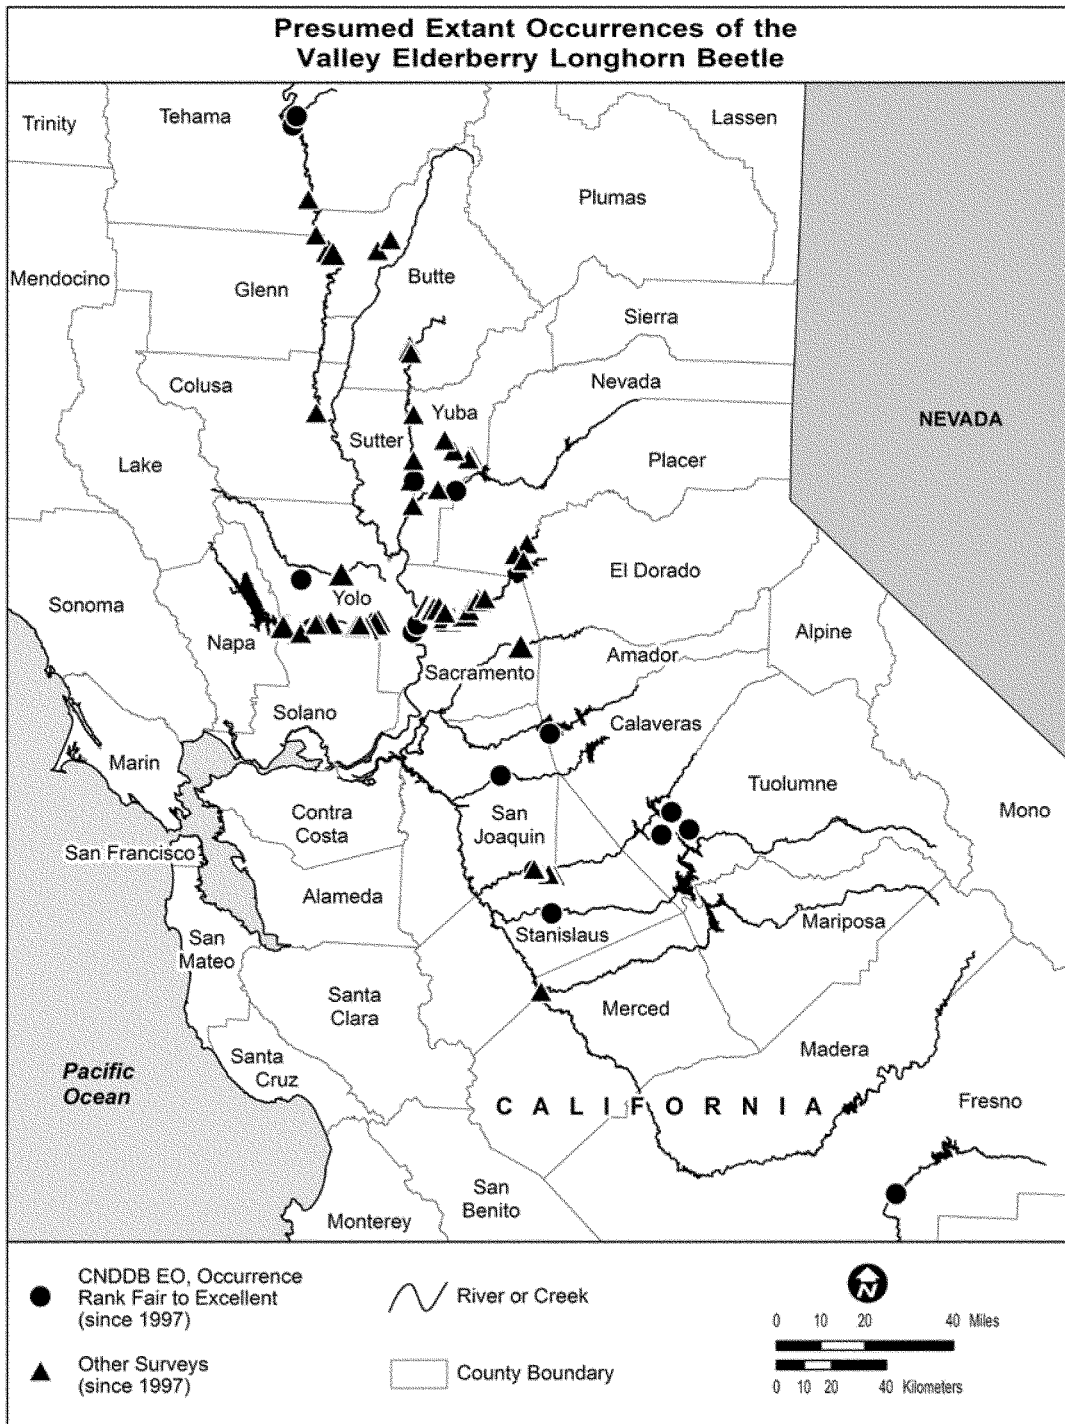 Presumed Extant Occurrences of the
Valley Elderberry Longhorn Beetle
Trinity
Tehama
Lassen
Plumas
Mendocino
Glenn
Butte
Sierra
Colusa
Nevada
Yuba
NEVADA
Sutter
Lake
Placer
El Dorado
Sonoma
Yolo
Napa
Alpine
Amador
Sacramento
Solano
Calaveras
Marin
Tuolumne
Mono
Contra
Costa
San
Joaquin
San Francisco
Alameda
Mariposa
Stanislaus
San
Mateo
Santa
Clara
Merced
Madera
Santa
Cruz
Pacific
Ocean
CALIFORNIA
Fresno
San
Benito
Monterey
CNDDB EO, Occurrence
Rank Fair to Excellent
(since 1997)
River or Creek
N
0 10 20 40 Miles
Other Surveys
(since 1997)
County Boundary
0 10 20 40 Kilometers